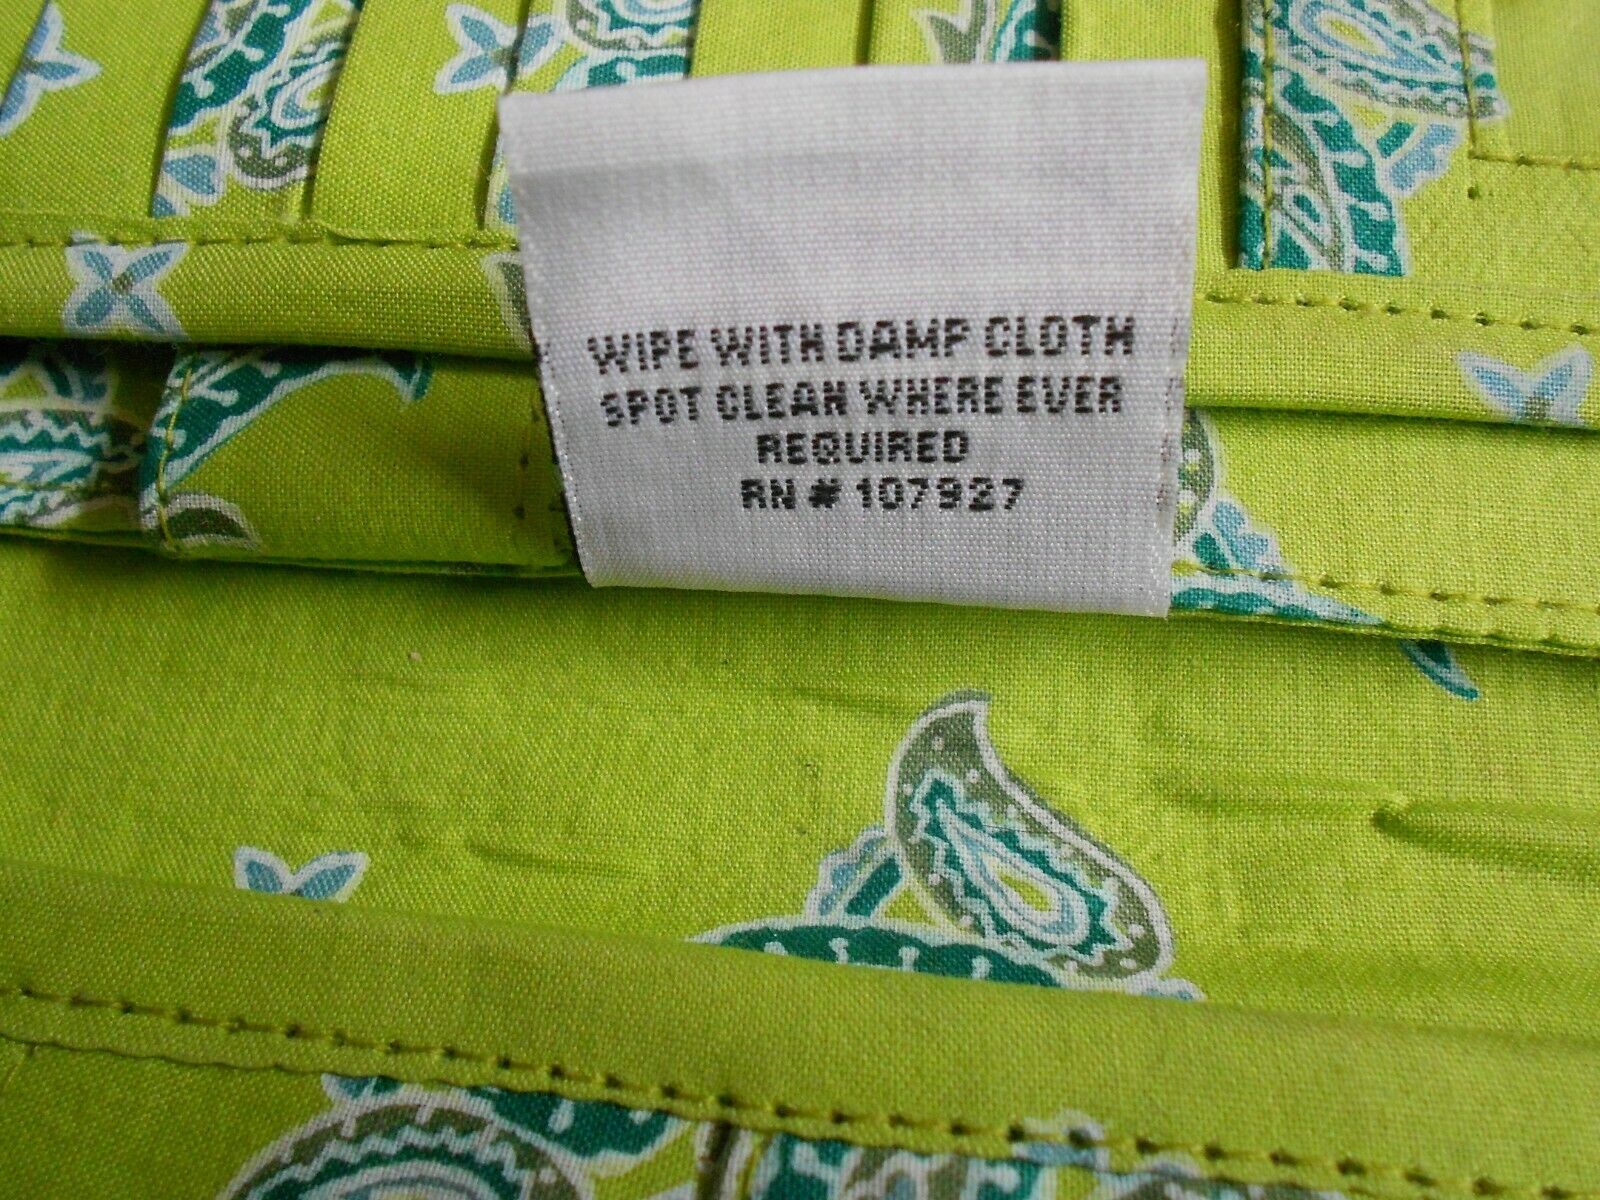 WIPE WITH DAMP CLOTH
SPOT CLEAN WHERE EVER
REQUIRED
RN # 107927